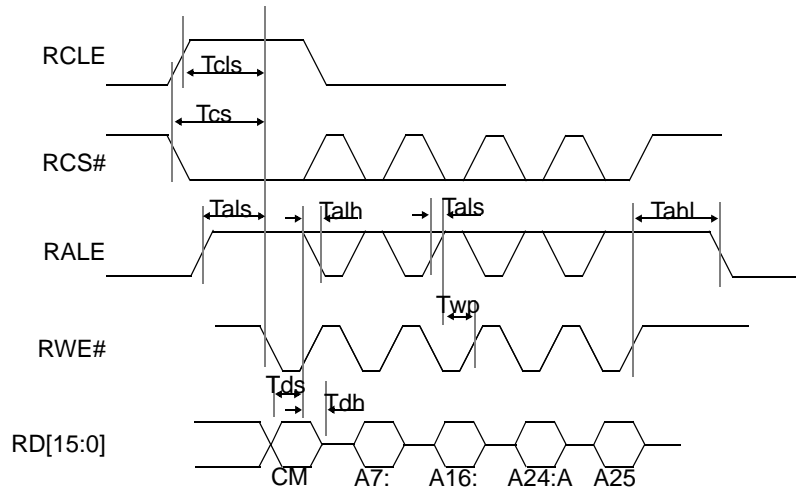 RCLE
Tcls
Tcs
RCS#
Tals Talh Tals Tahl
RALE
Twp
RWE#
Tds
Tdh
RD[15:0]
CM A7: A16: A24:A A25